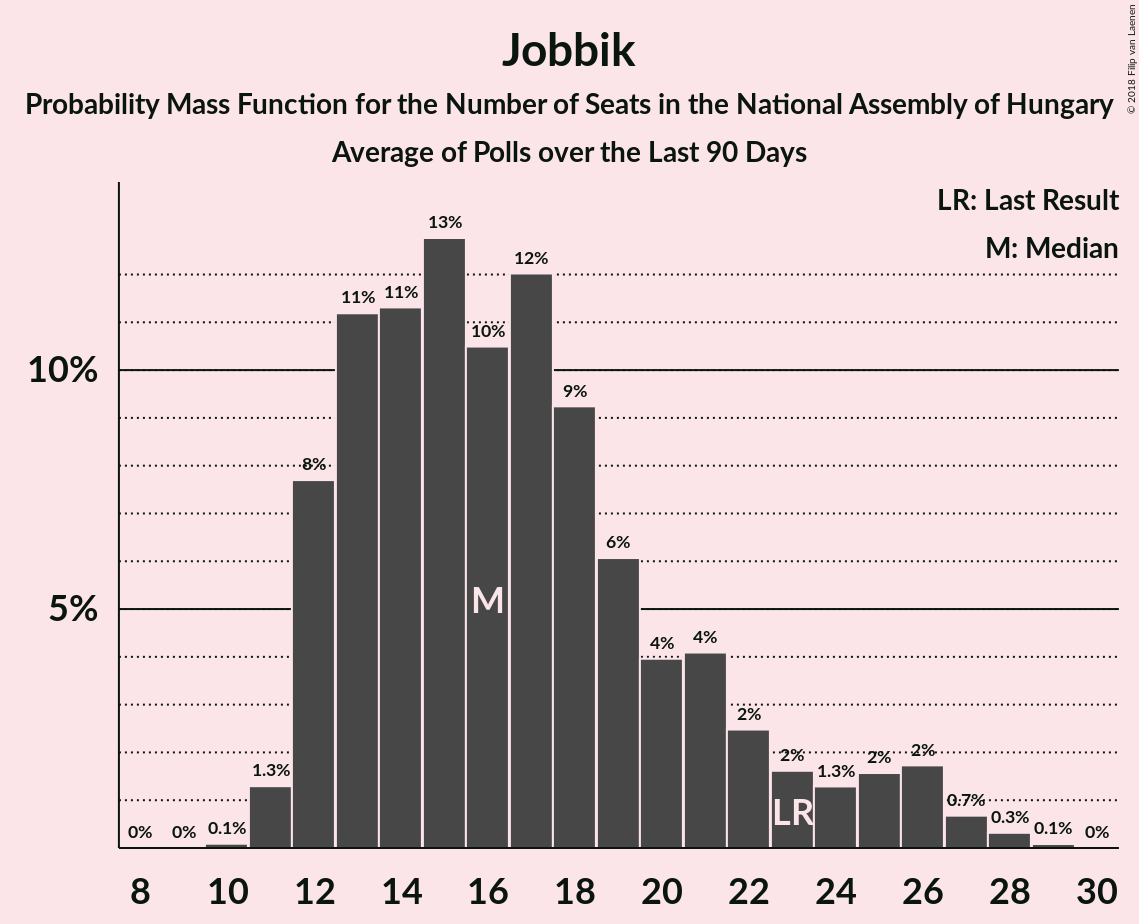 Jobbik
Probability Mass Function for the Number of Seats in the National Assembly of Hungary
Average of Polls over the Last 90 Days
© 2018 Filip van Laenen
LR: Last Result
M: Median
10%
5%
0%
0%
0.1%
1.3%
8%
11%
11%
13%
10%
12%
9%
6%
4%
4%
2%
2%
1.3%
2%
2%
0.7%
0.3%
0.1%
0%
M
LR
8 10 12 14 16 18 20 22 24 26 28 30